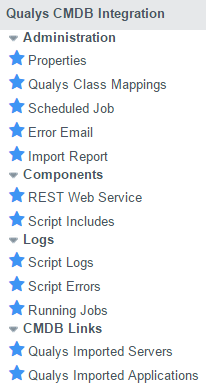 Qualys CMDB Integration
Administration
Properties
Qualys Class Mappings
Scheduled Job
Error Email
Import Report
Components
REST Web Service
Script Includes
Logs
Script Logs
Script Errors
Running Jobs
CMDB Links
Qualys Imported Servers
Qualys Imported Applications